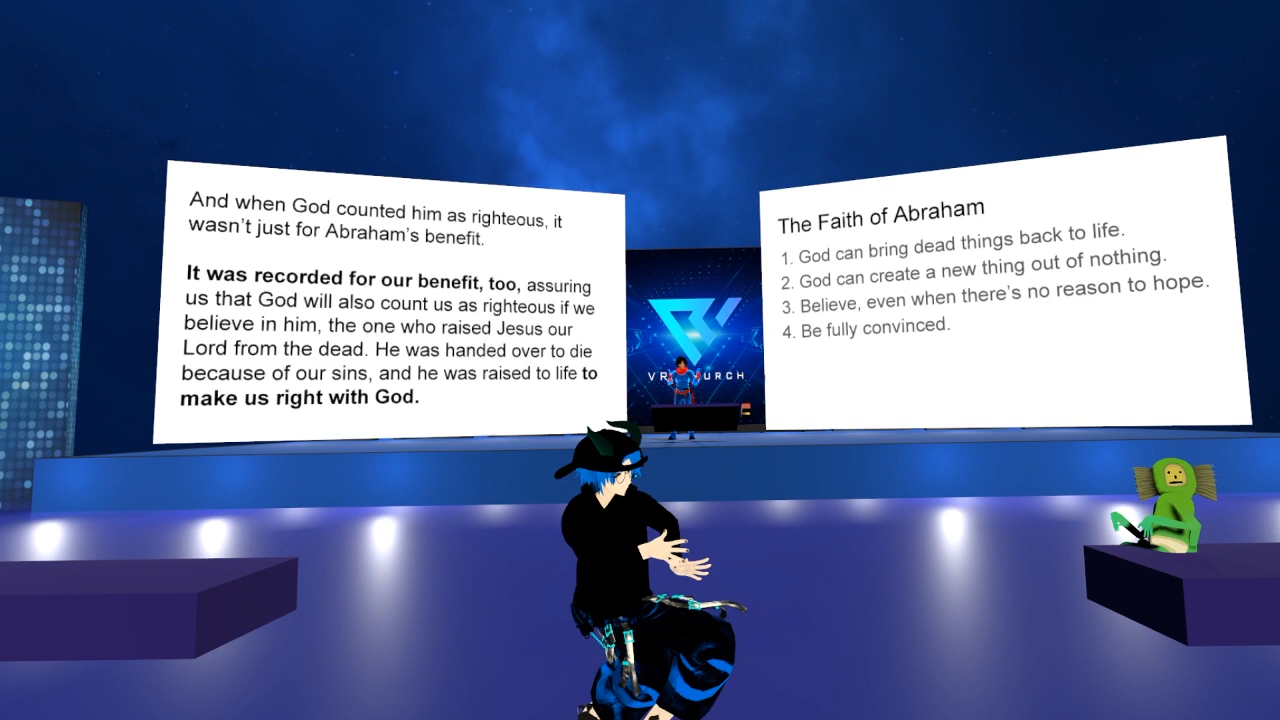 And when God counted him as righteous, it
wasn't just for Abraham's benefit.
It was recorded for our benefit, too, assuring
us that God will also count us as righteous if we
believe in him, the one who raised Jesus our
Lord from the dead. He was handed over to die
because of our sins, and he was raised to life to
make us right with God.
The Faith of Abraham
1. God can bring dead things back to life.
2. God can create a new thing out of nothing.
3. Believe, even when there's no reason to hope.
4. Be fully convinced.
VR URCH